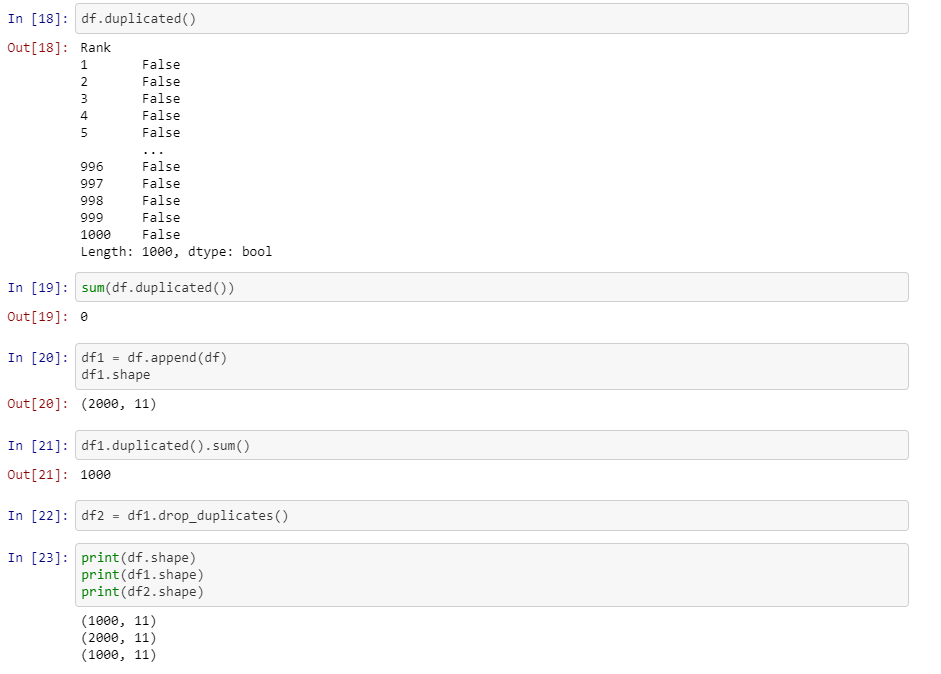 In [18]: df.duplicated()
Out[18]: Rank
1       False
2       False
3       False
4       False
5       False
        ...
996     False
997     False
998     False
999     False
1000    False
Length: 1000, dtype: bool
In [19]: sum(df.duplicated())
Out[19]: 0
In [20]: df1 = df.append(df)
df1.shape
Out[20]: (2000, 11)
In [21]: df1.duplicated().sum()
Out[21]: 1000
In [22]: df2 = df1.drop_duplicates()
In [23]: print(df.shape)
print(df1.shape)
print(df2.shape)
(1000, 11)
(2000, 11)
(1000, 11)